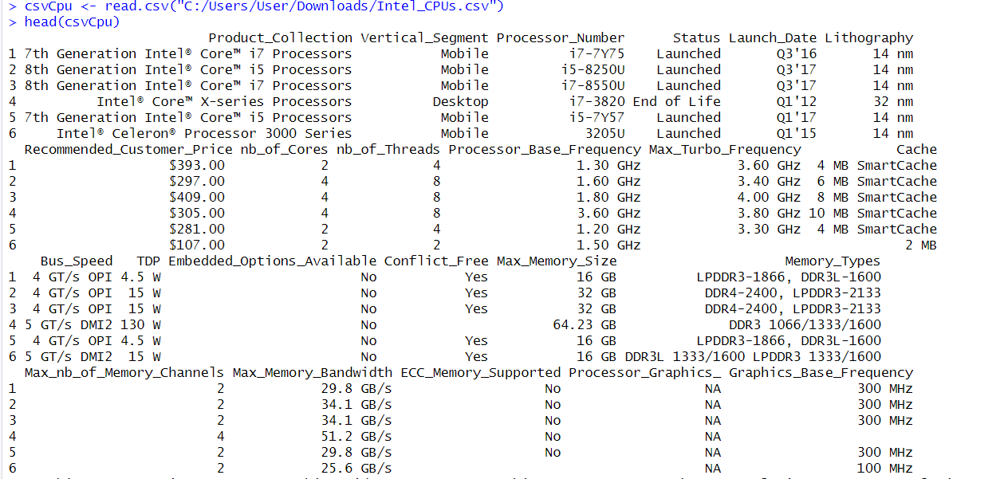 > csvCpu <- read.csv("C:/Users/User/Downloads/Intel_CPUs.csv")
> head(csvCpu)
Product_Collection Vertical_Segment Processor_Number Status Launch_Date Lithography
1 7th Generation Intel® Core™ i7 Processors Mobile i7-7Y75 Launched Q3'16 14 nm
2 8th Generation Intel® Core™ i5 Processors Mobile i5-8250U Launched Q3'17 14 nm
3 8th Generation Intel® Core™ i7 Processors Mobile i7-8550U Launched Q3'17 14 nm
4 Intel® Core™ X-series Processors Desktop i7-3820 End of Life Q1'12 32 nm
5 7th Generation Intel® Core™ i5 Processors Mobile i5-7Y57 Launched Q1'17 14 nm
6 Intel® Celeron® Processor 3000 Series Mobile 3205U Launched Q1'15 14 nm
Recommended_Customer_Price nb_of_Cores nb_of_Threads Processor_Base_Frequency Max_Turbo_Frequency Cache
1 $393.00 2 4 1.30 GHz 3.60 GHz 4 MB SmartCache
2 $297.00 4 8 1.60 GHz 3.40 GHz 6 MB SmartCache
3 $409.00 4 8 1.80 GHz 4.00 GHz 8 MB SmartCache
4 $305.00 4 8 3.60 GHz 3.80 GHz 10 MB SmartCache
5 $281.00 2 4 1.20 GHz 3.30 GHz 4 MB SmartCache
6 $107.00 2 2 1.50 GHz 2 MB
Bus_Speed TDP Embedded_Options_Available Conflict_Free Max_Memory_Size Memory_Types
1 4 GT/s OPI 4.5 W No Yes 16 GB LPDDR3-1866, DDR3L-1600
2 4 GT/s OPI 15 W No Yes 32 GB DDR4-2400, LPDDR3-2133
3 4 GT/s OPI 15 W No Yes 32 GB DDR4-2400, LPDDR3-2133
4 5 GT/s DMI2 130 W No 64.23 GB DDR3 1066/1333/1600
5 4 GT/s OPI 4.5 W No Yes 16 GB LPDDR3-1866, DDR3L-1600
6 5 GT/s DMI2 15 W No Yes 16 GB DDR3L 1333/1600 LPDDR3 1333/1600
Max_nb_of_Memory_Channels Max_Memory_Bandwidth ECC_Memory_Supported Processor_Graphics_ Graphics_Base_Frequency
1 2 29.8 GB/s No NA 300 MHz
2 2 34.1 GB/s No NA 300 MHz
3 2 34.1 GB/s No NA 300 MHz
4 4 51.2 GB/s No NA
5 2 29.8 GB/s No NA 300 MHz
6 2 25.6 GB/s NA 100 MHz